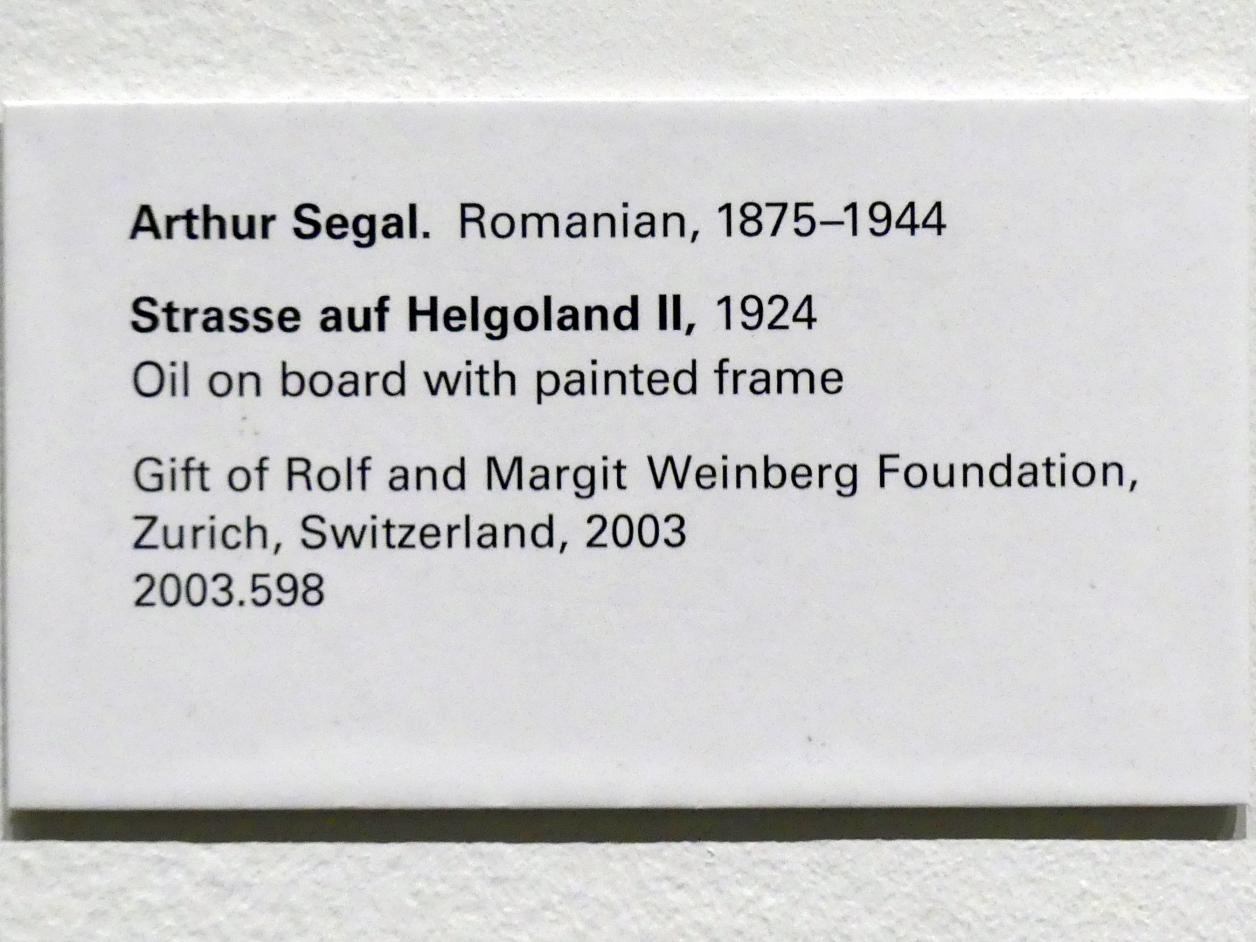 Arthur Segal. Romanian, 1875–1944
Strasse auf Helgoland II, 1924
Oil on board with painted frame
Gift of Rolf and Margit Weinberg Foundation,
Zurich, Switzerland, 2003
2003.598